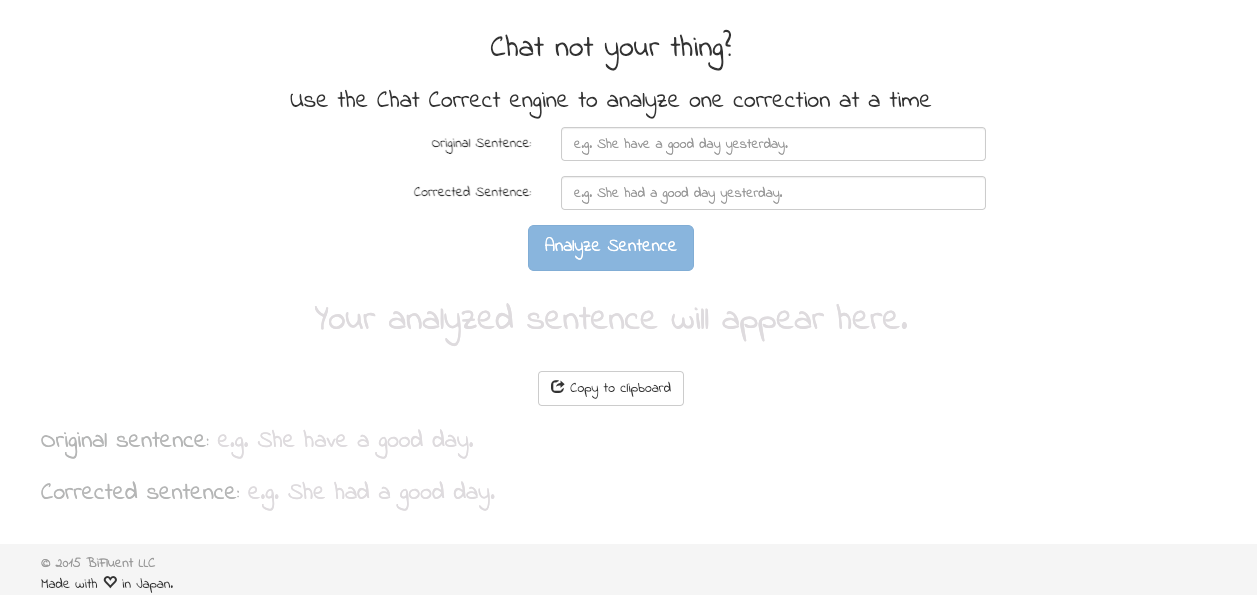 Chat not your thing?
Use the Chat Correct engine to analyze one correction at a time
Original Sentence: e.g. She have a good day yesterday.
Corrected Sentence: e.g. She had a good day yesterday.
Analyze Sentence
Your analyzed sentence will appear here.
Copy to clipboard
Original sentence: e.g. She have a good day.
Corrected sentence: e.g. She had a good day.
© 2015 BiFluent LLC
Made with ♡ in Japan.